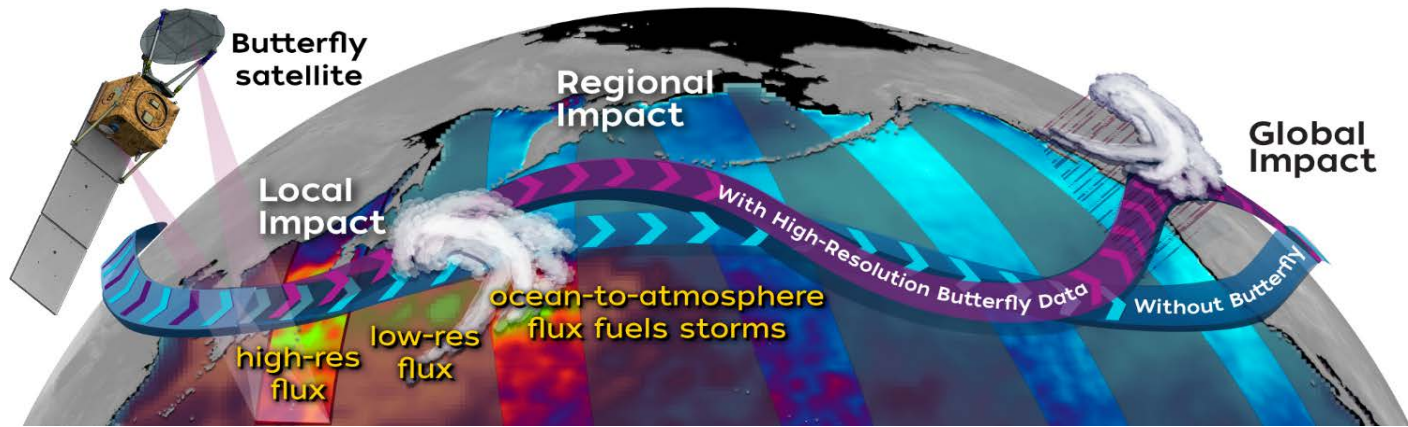 Butterfly
satellite
Local
Impact
Regional
Impact
Global
Impact
high-res
flux
low-res
flux
ocean-to-atmosphere
flux fuels storms
With High-Resolution Butterfly Data
Without Butterfly